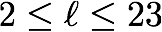 2 ≤ ℓ ≤ 23